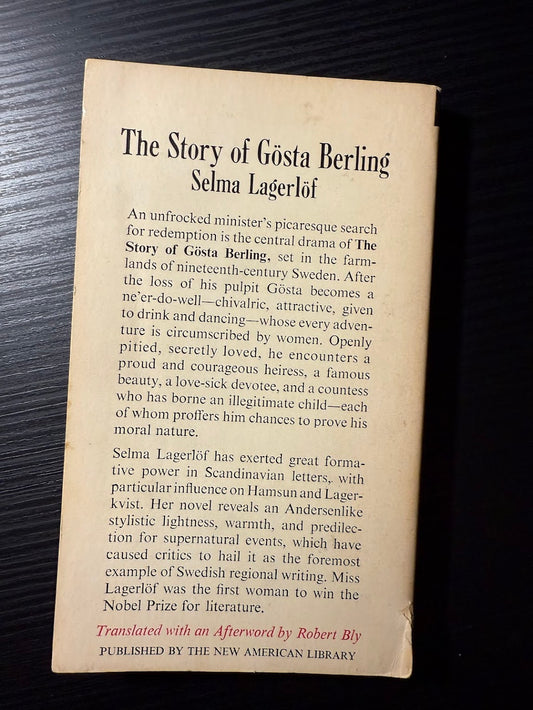 The Story of Gösta Berling
Selma Lagerlöf
An unfrocked minister's picaresque search
for redemption is the central drama of The
Story of Gösta Berling, set in the farm-
lands of nineteenth-century Sweden. After
the loss of his pulpit Gösta becomes a
ne'er-do-well—chivalric, attractive, given
to drink and dancing—whose every adven-
ture is circumscribed by women. Openly
pitied, secretly loved, he encounters a
proud and courageous heiress, a famous
beauty, a love-sick devotee, and a countess
who has borne an illegitimate child—each
of whom proffers him chances to prove his
moral nature.
Selma Lagerlöf has exerted great forma-
tive power in Scandinavian letters, with
particular influence on Hamsun and Lager-
kvist. Her novel reveals an Andersenlike
stylistic lightness, warmth, and predilec-
tion for supernatural events, which have
caused critics to hail it as the foremost
example of Swedish regional writing. Miss
Lagerlöf was the first woman to win the
Nobel Prize for literature.
Translated with an Afterword by Robert Bly
PUBLISHED BY THE NEW AMERICAN LIBRARY